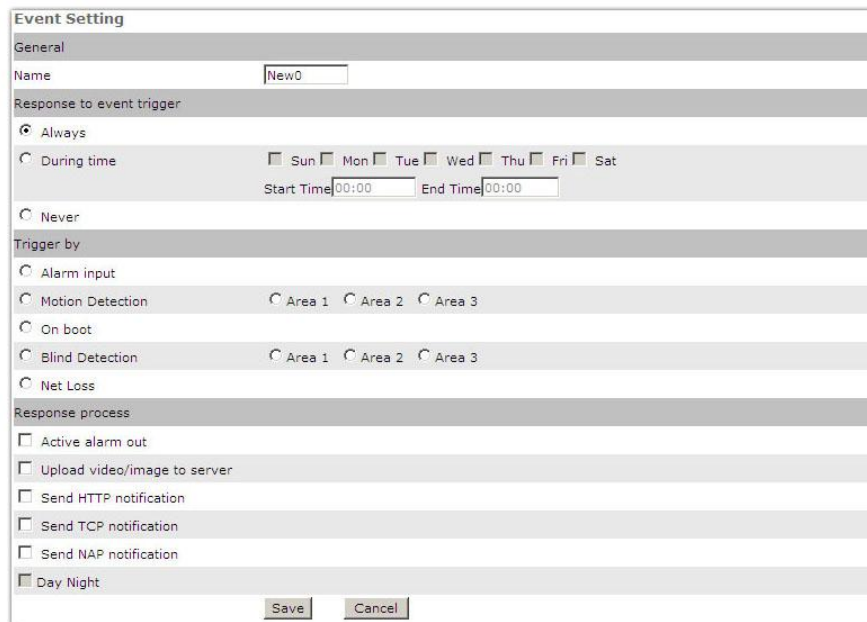 Event Setting
General
Name New0
Response to event trigger
Always
During time Sun Mon Tue Wed Thu Fri Sat
Start Time 00:00 End Time 00:00
Never
Trigger by
Alarm input
Motion Detection Area 1 Area 2 Area 3
On boot
Blind Detection Area 1 Area 2 Area 3
Net Loss
Response process
Active alarm out
Upload video/image to server
Send HTTP notification
Send TCP notification
Send NAP notification
Day Night
Save Cancel